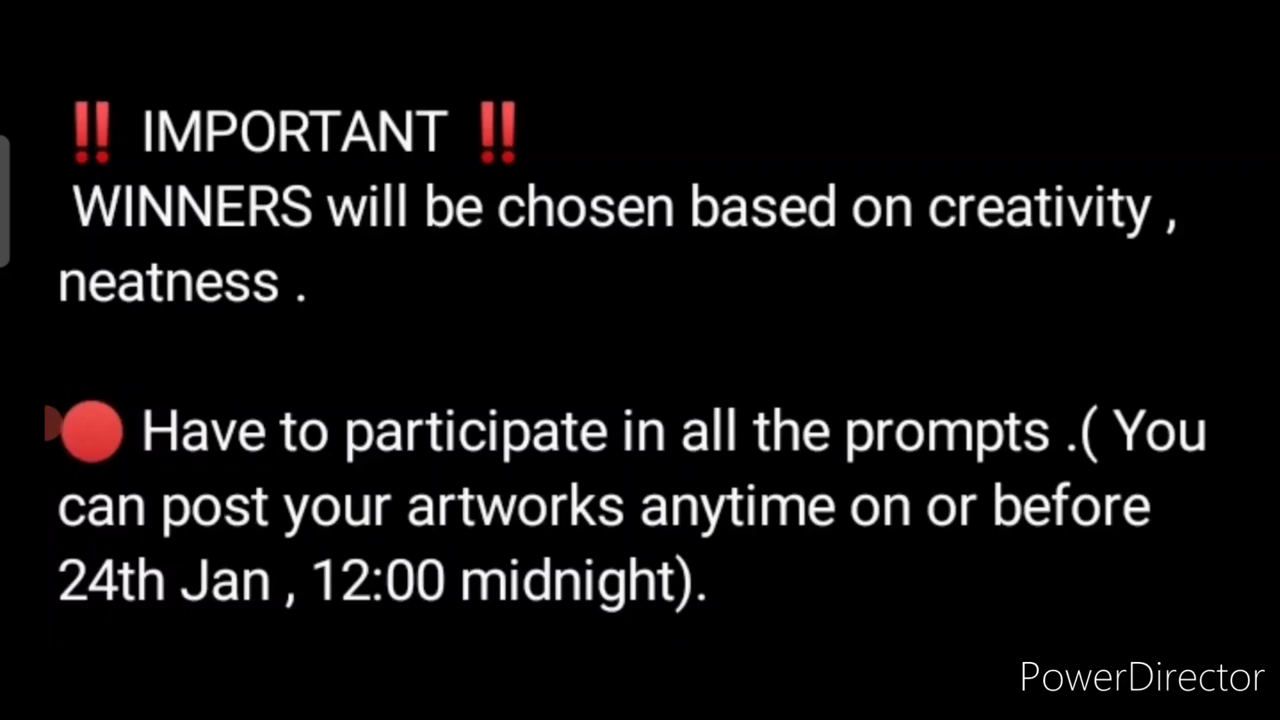 ‼ IMPORTANT ‼
WINNERS will be chosen based on creativity ,
neatness .
🔴 Have to participate in all the prompts .( You
can post your artworks anytime on or before
24th Jan , 12:00 midnight).
PowerDirector